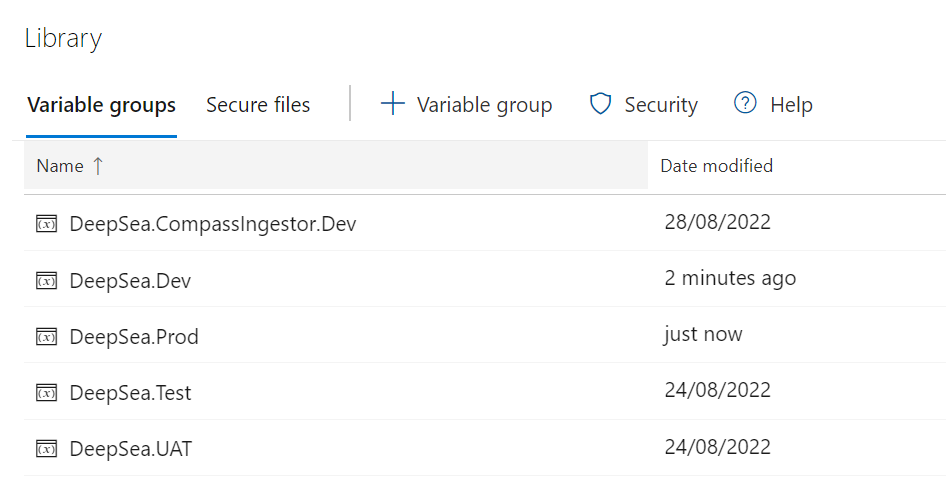 Library
Variable groups Secure files Variable group Security Help
Name ↑ Date modified
(x) DeepSea.CompassIngestor.Dev 28/08/2022
(x) DeepSea.Dev 2 minutes ago
(x) DeepSea.Prod just now
(x) DeepSea.Test 24/08/2022
(x) DeepSea.UAT 24/08/2022